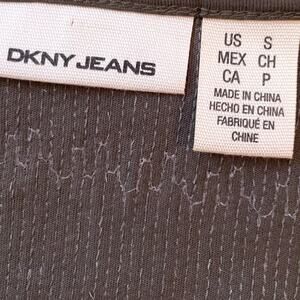 DKNY JEANS
US S
MEX CH
CA P
MADE IN CHINA
HECHO EN CHINA
FABRIQUÉ EN
CHINE